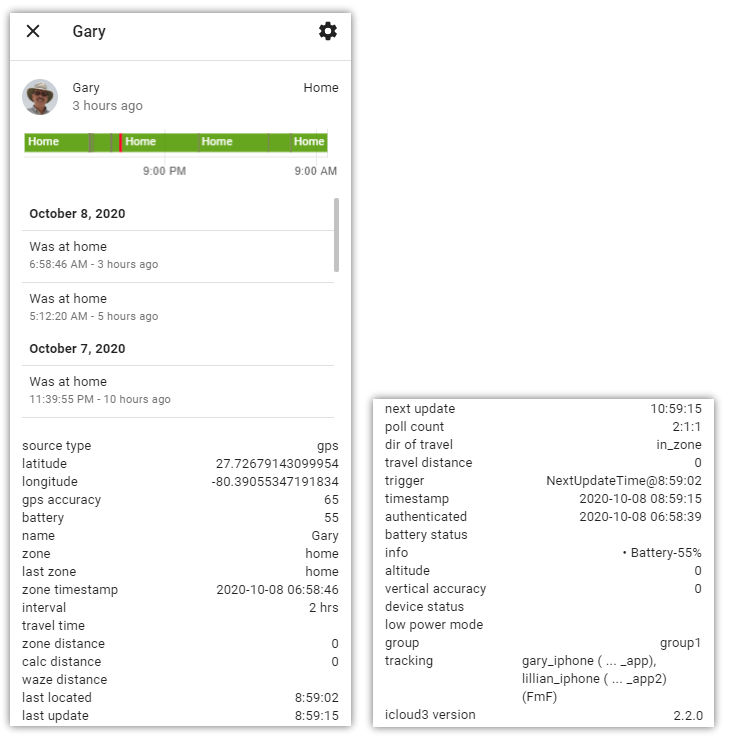 Gary
Gary Home
3 hours ago
Home Home Home Home
9:00 PM 9:00 AM
October 8, 2020
Was at home
6:58:46 AM - 3 hours ago
Was at home
5:12:20 AM - 5 hours ago
October 7, 2020
Was at home
11:39:55 PM - 10 hours ago
source type gps
latitude 27.72679143099954
longitude -80.39055347191834
gps accuracy 65
battery 55
name Gary
zone home
last zone home
zone timestamp 2020-10-08 06:58:46
interval 2 hrs
travel time
zone distance 0
calc distance 0
waze distance
last located 8:59:02
last update 8:59:15
next update 10:59:15
poll count 2:1:1
dir of travel in_zone
travel distance 0
trigger NextUpdateTime@8:59:02
timestamp 2020-10-08 08:59:15
authenticated 2020-10-08 06:58:39
battery status
info • Battery-55%
altitude 0
vertical accuracy 0
device status
low power mode
group group1
tracking gary_iphone ( ... _app),
lillian_iphone ( ... _app2)
(FmF)
icloud3 version 2.2.0